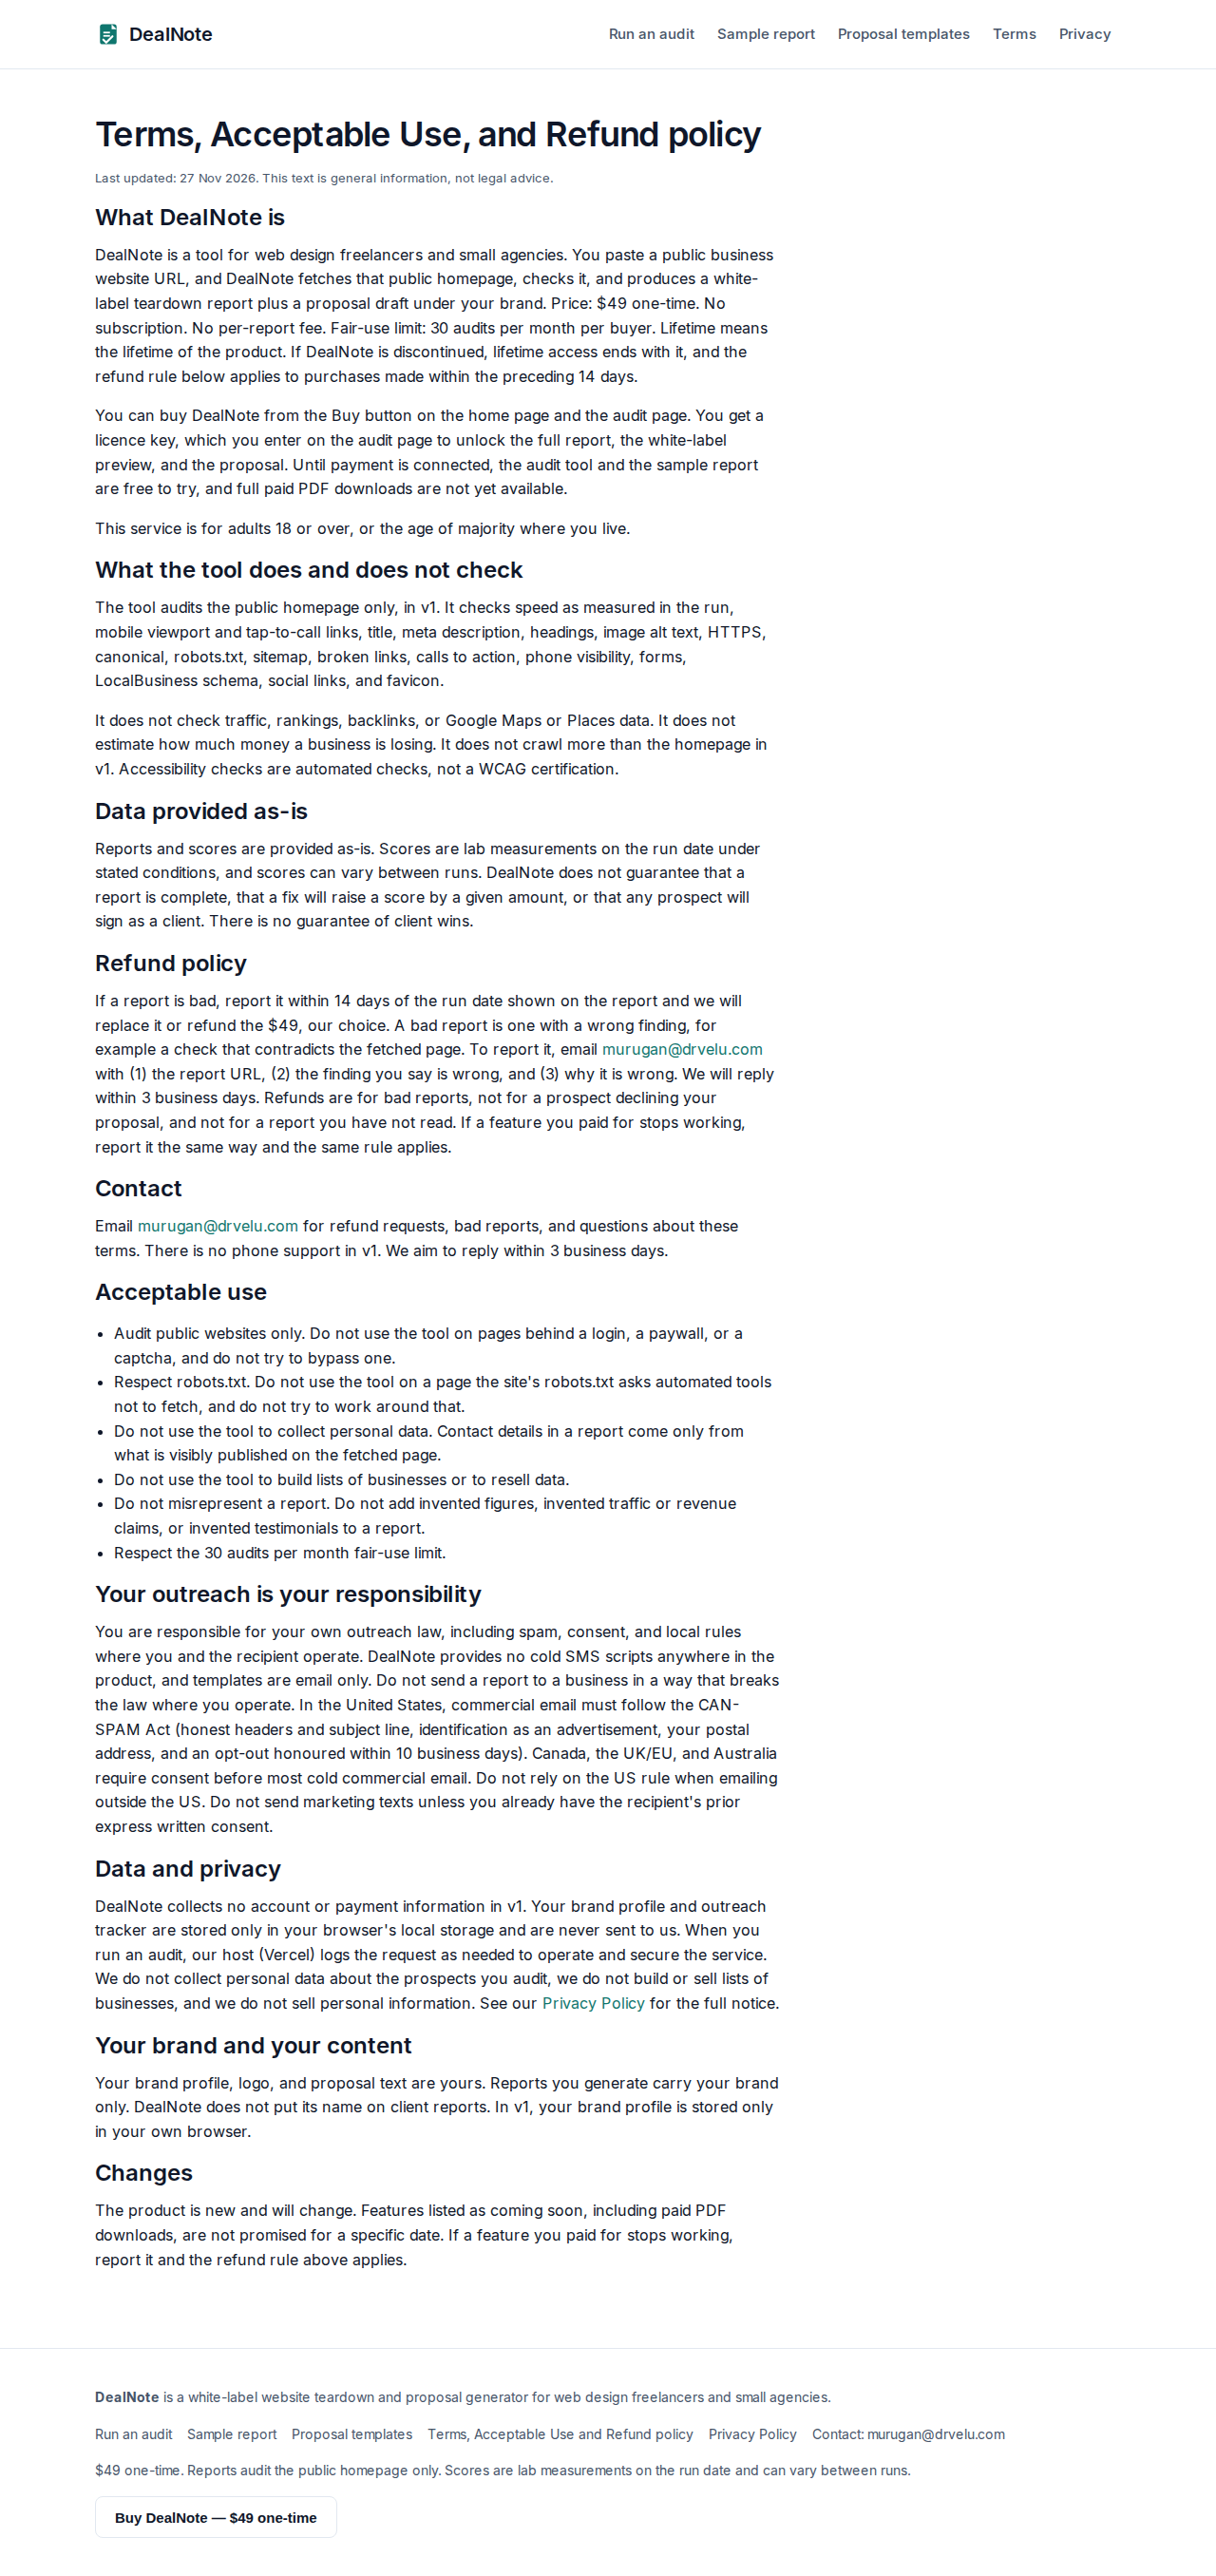 DealNote
Run an audit Sample report Proposal templates Terms Privacy
Terms, Acceptable Use, and Refund policy
Last updated: 27 Nov 2026. This text is general information, not legal advice.
What DealNote is
DealNote is a tool for web design freelancers and small agencies. You paste a public business
website URL, and DealNote fetches that public homepage, checks it, and produces a white-
label teardown report plus a proposal draft under your brand. Price: $49 one-time. No
subscription. No per-report fee. Fair-use limit: 30 audits per month per buyer. Lifetime means
the lifetime of the product. If DealNote is discontinued, lifetime access ends with it, and the
refund rule below applies to purchases made within the preceding 14 days.
You can buy DealNote from the Buy button on the home page and the audit page. You get a
licence key, which you enter on the audit page to unlock the full report, the white-label
preview, and the proposal. Until payment is connected, the audit tool and the sample report
are free to try, and full paid PDF downloads are not yet available.
This service is for adults 18 or over, or the age of majority where you live.
What the tool does and does not check
The tool audits the public homepage only, in v1. It checks speed as measured in the run,
mobile viewport and tap-to-call links, title, meta description, headings, image alt text, HTTPS,
canonical, robots.txt, sitemap, broken links, calls to action, phone visibility, forms,
LocalBusiness schema, social links, and favicon.
It does not check traffic, rankings, backlinks, or Google Maps or Places data. It does not
estimate how much money a business is losing. It does not crawl more than the homepage in
v1. Accessibility checks are automated checks, not a WCAG certification.
Data provided as-is
Reports and scores are provided as-is. Scores are lab measurements on the run date under
stated conditions, and scores can vary between runs. DealNote does not guarantee that a
report is complete, that a fix will raise a score by a given amount, or that any prospect will
sign as a client. There is no guarantee of client wins.
Refund policy
If a report is bad, report it within 14 days of the run date shown on the report and we will
replace it or refund the $49, our choice. A bad report is one with a wrong finding, for
example a check that contradicts the fetched page. To report it, email murugan@drvelu.com
with (1) the report URL, (2) the finding you say is wrong, and (3) why it is wrong. We will reply
within 3 business days. Refunds are for bad reports, not for a prospect declining your
proposal, and not for a report you have not read. If a feature you paid for stops working,
report it the same way and the same rule applies.
Contact
Email murugan@drvelu.com for refund requests, bad reports, and questions about these
terms. There is no phone support in v1. We aim to reply within 3 business days.
Acceptable use
• Audit public websites only. Do not use the tool on pages behind a login, a paywall, or a
captcha, and do not try to bypass one.
• Respect robots.txt. Do not use the tool on a page the site's robots.txt asks automated tools
not to fetch, and do not try to work around that.
• Do not use the tool to collect personal data. Contact details in a report come only from
what is visibly published on the fetched page.
• Do not use the tool to build lists of businesses or to resell data.
• Do not misrepresent a report. Do not add invented figures, invented traffic or revenue
claims, or invented testimonials to a report.
• Respect the 30 audits per month fair-use limit.
Your outreach is your responsibility
You are responsible for your own outreach law, including spam, consent, and local rules
where you and the recipient operate. DealNote provides no cold SMS scripts anywhere in the
product, and templates are email only. Do not send a report to a business in a way that breaks
the law where you operate. In the United States, commercial email must follow the CAN-
SPAM Act (honest headers and subject line, identification as an advertisement, your postal
address, and an opt-out honoured within 10 business days). Canada, the UK/EU, and Australia
require consent before most cold commercial email. Do not rely on the US rule when emailing
outside the US. Do not send marketing texts unless you already have the recipient's prior
express written consent.
Data and privacy
DealNote collects no account or payment information in v1. Your brand profile and outreach
tracker are stored only in your browser's local storage and are never sent to us. When you
run an audit, our host (Vercel) logs the request as needed to operate and secure the service.
We do not collect personal data about the prospects you audit, we do not build or sell lists of
businesses, and we do not sell personal information. See our Privacy Policy for the full notice.
Your brand and your content
Your brand profile, logo, and proposal text are yours. Reports you generate carry your brand
only. DealNote does not put its name on client reports. In v1, your brand profile is stored only
in your own browser.
Changes
The product is new and will change. Features listed as coming soon, including paid PDF
downloads, are not promised for a specific date. If a feature you paid for stops working,
report it and the refund rule above applies.
DealNote is a white-label website teardown and proposal generator for web design freelancers and small agencies.
Run an audit Sample report Proposal templates Terms, Acceptable Use and Refund policy Privacy Policy Contact: murugan@drvelu.com
$49 one-time. Reports audit the public homepage only. Scores are lab measurements on the run date and can vary between runs.
Buy DealNote — $49 one-time